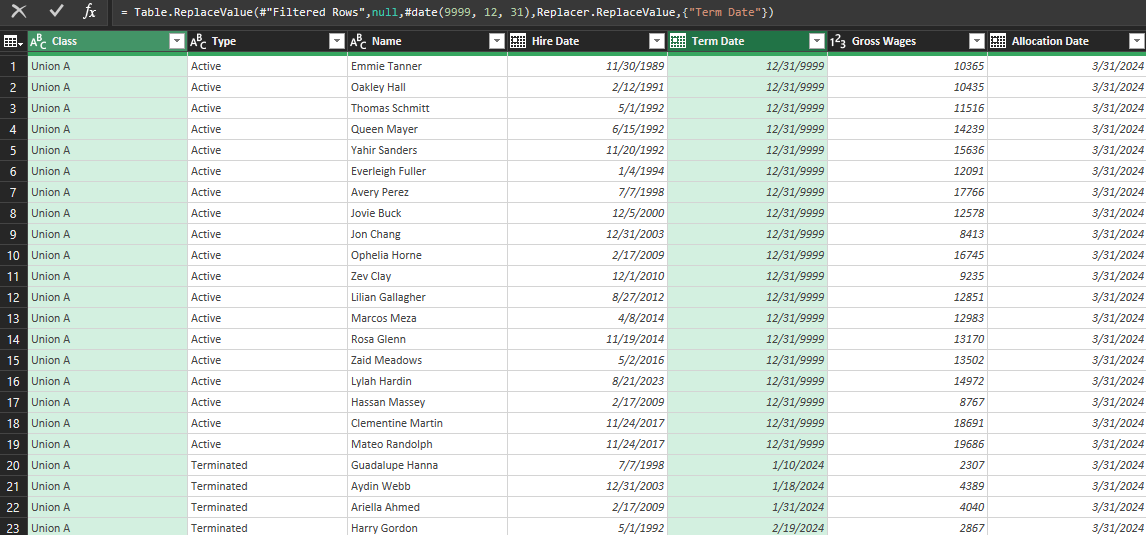 fx = Table.ReplaceValue(#"Filtered Rows",null,#date(9999, 12, 31),Replacer.ReplaceValue,{"Term Date"})
ABC Class ABC Type ABC Name Hire Date Term Date 123 Gross Wages Allocation Date
1 Union A Active Emmie Tanner 11/30/1989 12/31/9999 10365 3/31/2024
2 Union A Active Oakley Hall 2/12/1991 12/31/9999 10435 3/31/2024
3 Union A Active Thomas Schmitt 5/1/1992 12/31/9999 11516 3/31/2024
4 Union A Active Queen Mayer 6/15/1992 12/31/9999 14239 3/31/2024
5 Union A Active Yahir Sanders 11/20/1992 12/31/9999 15636 3/31/2024
6 Union A Active Everleigh Fuller 1/4/1994 12/31/9999 12091 3/31/2024
7 Union A Active Avery Perez 7/7/1998 12/31/9999 17766 3/31/2024
8 Union A Active Jovie Buck 12/5/2000 12/31/9999 12578 3/31/2024
9 Union A Active Jon Chang 12/31/2003 12/31/9999 8413 3/31/2024
10 Union A Active Ophelia Horne 2/17/2009 12/31/9999 16745 3/31/2024
11 Union A Active Zev Clay 12/1/2010 12/31/9999 9235 3/31/2024
12 Union A Active Lilian Gallagher 8/27/2012 12/31/9999 12851 3/31/2024
13 Union A Active Marcos Meza 4/8/2014 12/31/9999 12983 3/31/2024
14 Union A Active Rosa Glenn 11/19/2014 12/31/9999 13170 3/31/2024
15 Union A Active Zaid Meadows 5/2/2016 12/31/9999 13502 3/31/2024
16 Union A Active Lylah Hardin 8/21/2023 12/31/9999 14972 3/31/2024
17 Union A Active Hassan Massey 2/17/2009 12/31/9999 8767 3/31/2024
18 Union A Active Clementine Martin 11/24/2017 12/31/9999 18691 3/31/2024
19 Union A Active Mateo Randolph 11/24/2017 12/31/9999 19686 3/31/2024
20 Union A Terminated Guadalupe Hanna 7/7/1998 1/10/2024 2307 3/31/2024
21 Union A Terminated Aydin Webb 12/31/2003 1/18/2024 4389 3/31/2024
22 Union A Terminated Ariella Ahmed 2/17/2009 1/31/2024 4040 3/31/2024
23 Union A Terminated Harry Gordon 5/1/1992 2/19/2024 2867 3/31/2024